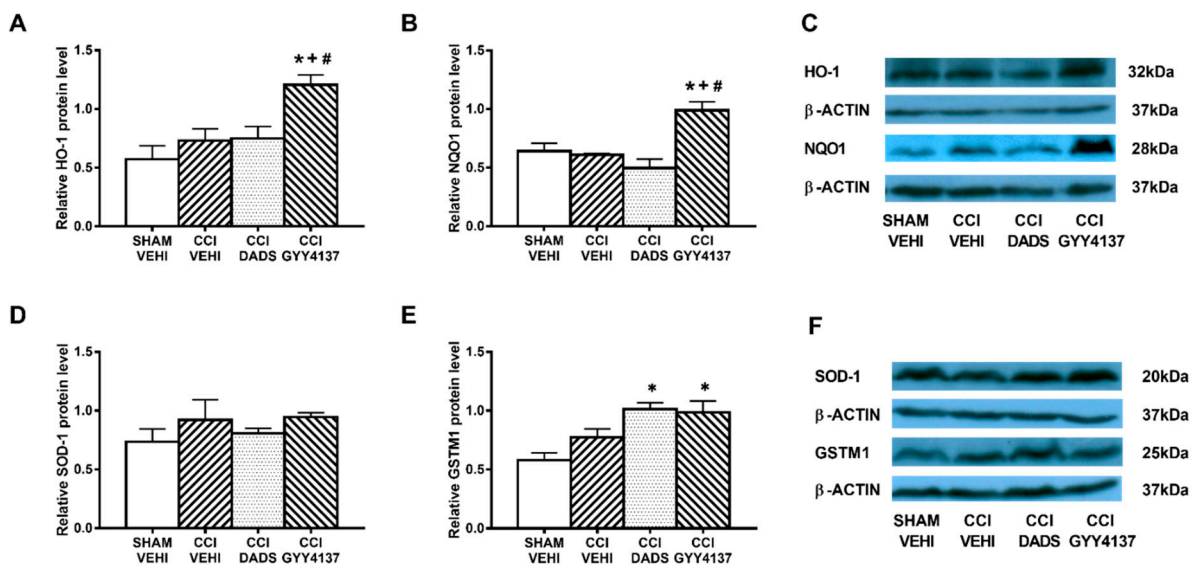 A
Relative HO-1 protein level
1.5
1.0
0.5
0.0
* + #
SHAM VEHI
CCI VEHI
CCI DADS
CCI GYY4137
B
Relative NQO1 protein level
1.5
1.0
0.5
0.0
* + #
SHAM VEHI
CCI VEHI
CCI DADS
CCI GYY4137
C
HO-1 32kDa
β-ACTIN 37kDa
NQO1 28kDa
β-ACTIN 37kDa
SHAM CCI CCI CCI
VEHI VEHI DADS GYY4137
D
Relative SOD-1 protein level
1.5
1.0
0.5
0.0
SHAM VEHI
CCI VEHI
CCI DADS
CCI GYY4137
E
Relative GSTM1 protein level
1.5
1.0
0.5
0.0
* *
SHAM VEHI
CCI VEHI
CCI DADS
CCI GYY4137
F
SOD-1 20kDa
β-ACTIN 37kDa
GSTM1 25kDa
β-ACTIN 37kDa
SHAM CCI CCI CCI
VEHI VEHI DADS GYY4137